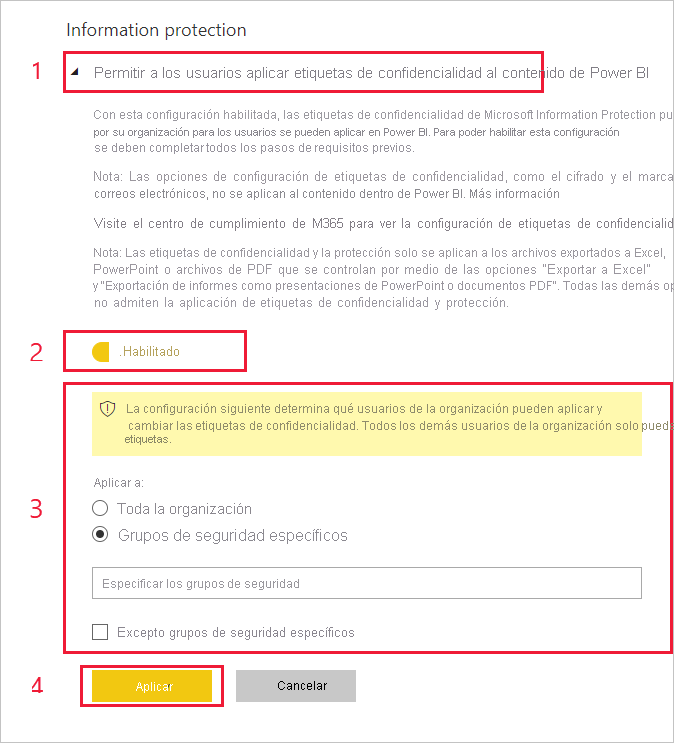 Information protection
1
Permitir a los usuarios aplicar etiquetas de confidencialidad al contenido de Power BI
Con esta configuración habilitada, las etiquetas de confidencialidad de Microsoft Information Protection pu
por su organización para los usuarios se pueden aplicar en Power BI. Para poder habilitar esta configuración
se deben completar todos los pasos de requisitos previos.
Nota: Las opciones de configuración de etiquetas de confidencialidad, como el cifrado y el marca
correos electrónicos, no se aplican al contenido dentro de Power BI. Más información
Visite el centro de cumplimiento de M365 para ver la configuración de etiquetas de confidencialid
Nota: Las etiquetas de confidencialidad y la protección solo se aplican a los archivos exportados a Excel,
PowerPoint o archivos de PDF que se controlan por medio de las opciones "Exportar a Excel"
y "Exportación de informes como presentaciones de PowerPoint o documentos PDF". Todas las demás op
no admiten la aplicación de etiquetas de confidencialidad y protección.
2
.Habilitado
La configuración siguiente determina qué usuarios de la organización pueden aplicar y
cambiar las etiquetas de confidencialidad. Todos los demás usuarios de la organización solo pueda
etiquetas.
Aplicar a:
3
Toda la organización
Grupos de seguridad específicos
Especificar los grupos de seguridad
Excepto grupos de seguridad específicos
4
Aplicar
Cancelar